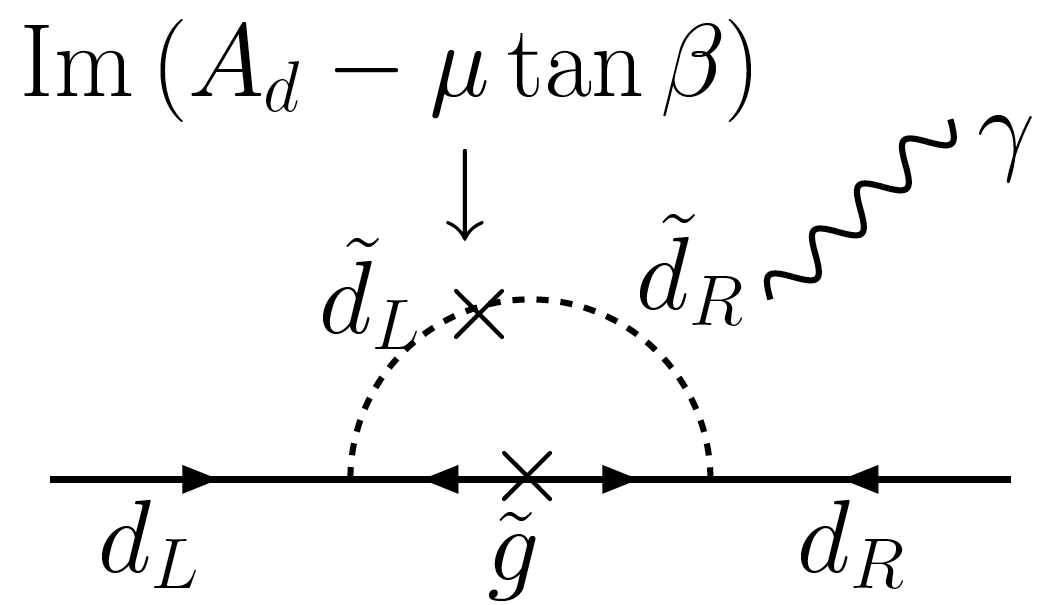 Im (A_d − μ tan β)
γ
d̃_L
d̃_R
d_L
g̃
d_R